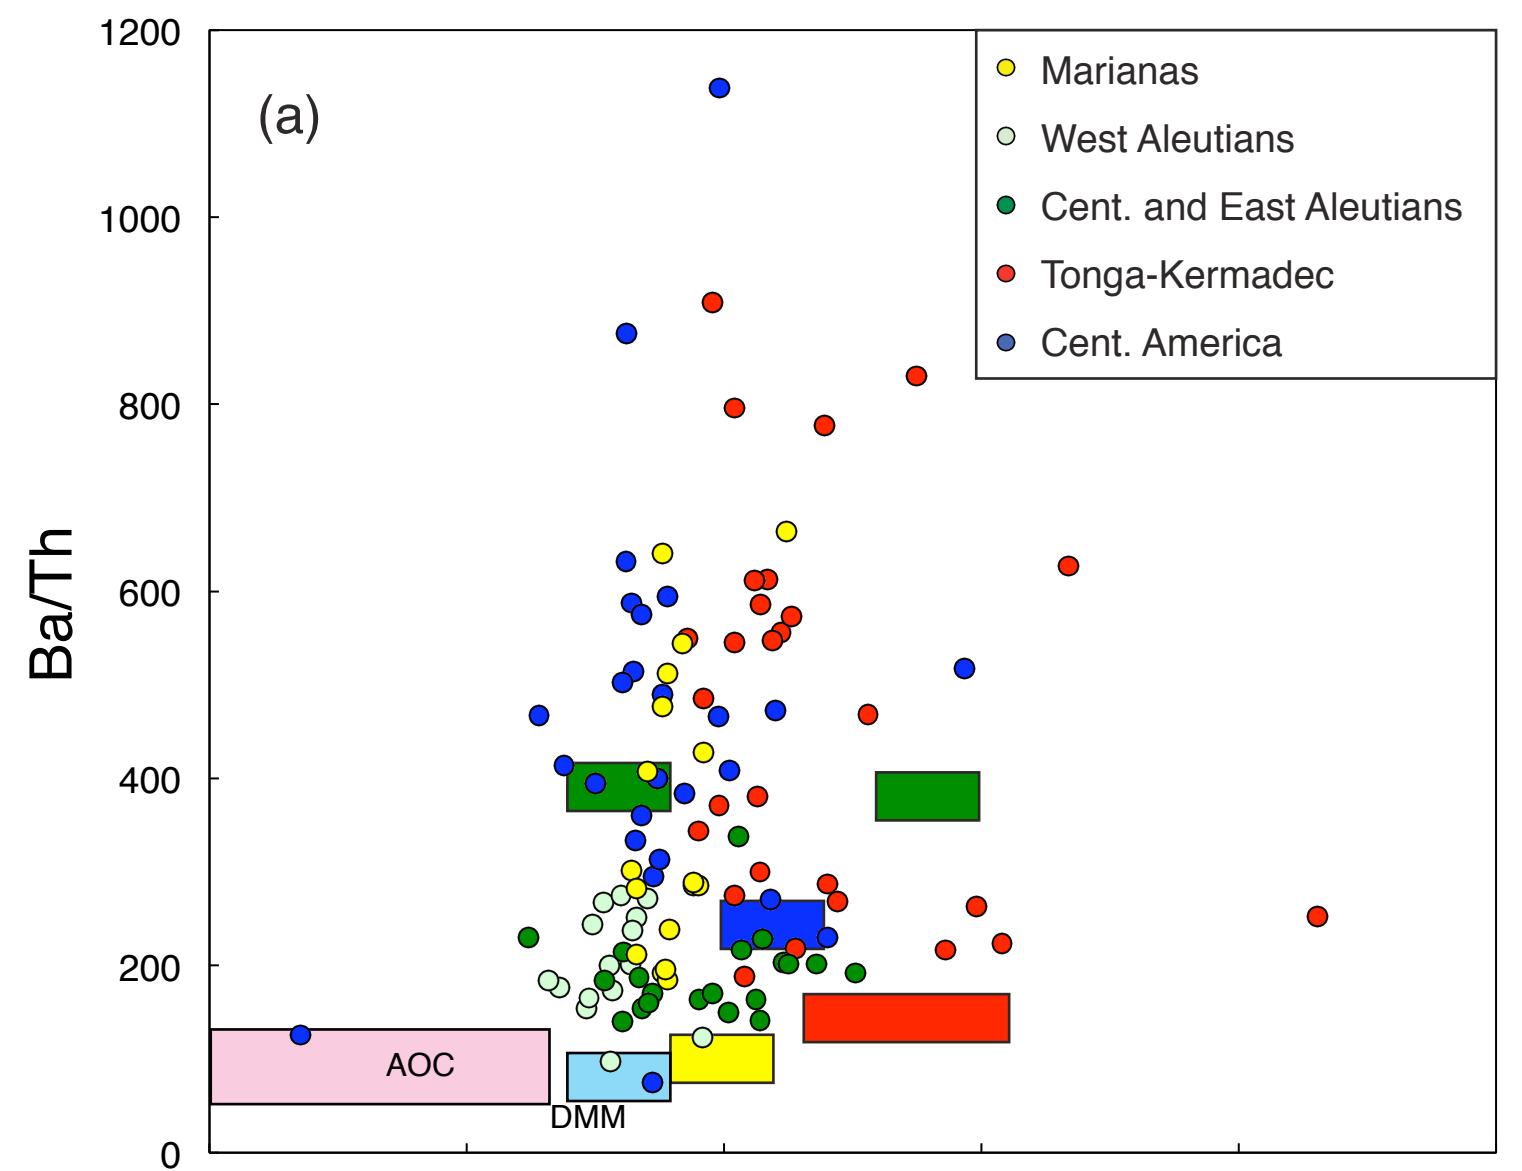 1200
1000
800
600
400
200
0
Ba/Th
(a)
Marianas
West Aleutians
Cent. and East Aleutians
Tonga-Kermadec
Cent. America
AOC
DMM